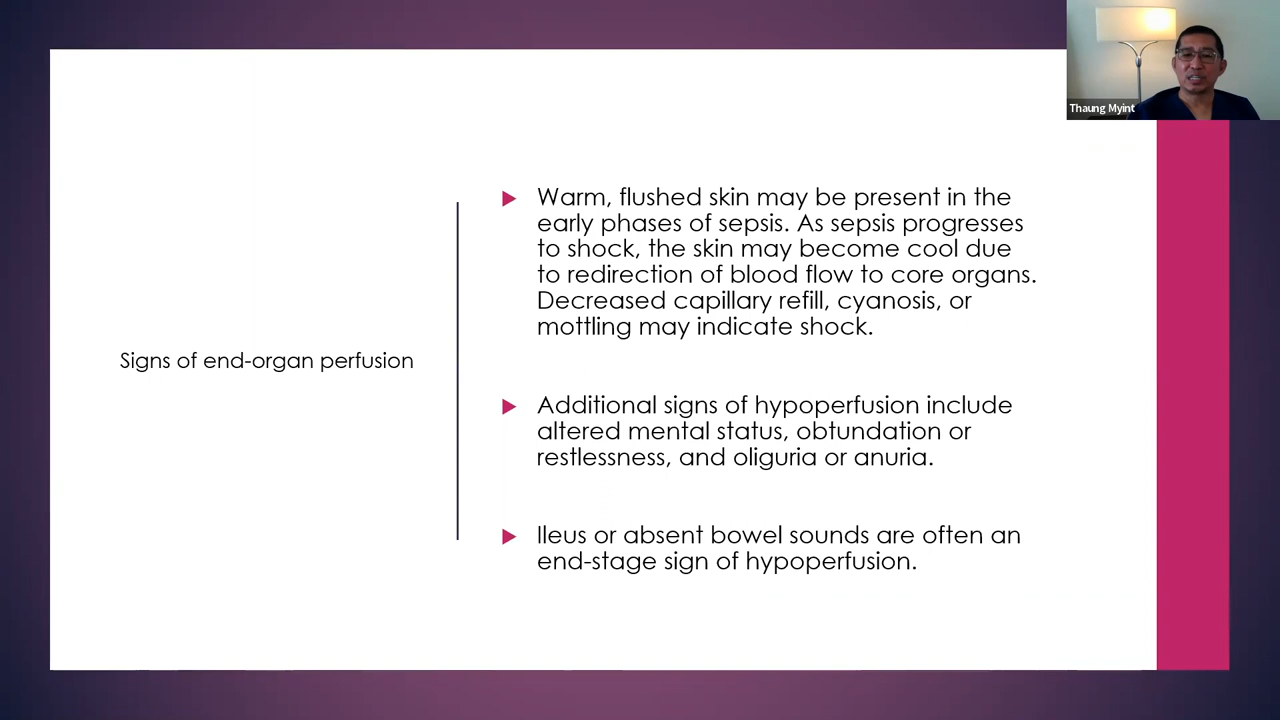 Thaung Myint
Signs of end-organ perfusion
Warm, flushed skin may be present in the
early phases of sepsis. As sepsis progresses
to shock, the skin may become cool due
to redirection of blood flow to core organs.
Decreased capillary refill, cyanosis, or
mottling may indicate shock.
Additional signs of hypoperfusion include
altered mental status, obtundation or
restlessness, and oliguria or anuria.
Ileus or absent bowel sounds are often an
end-stage sign of hypoperfusion.